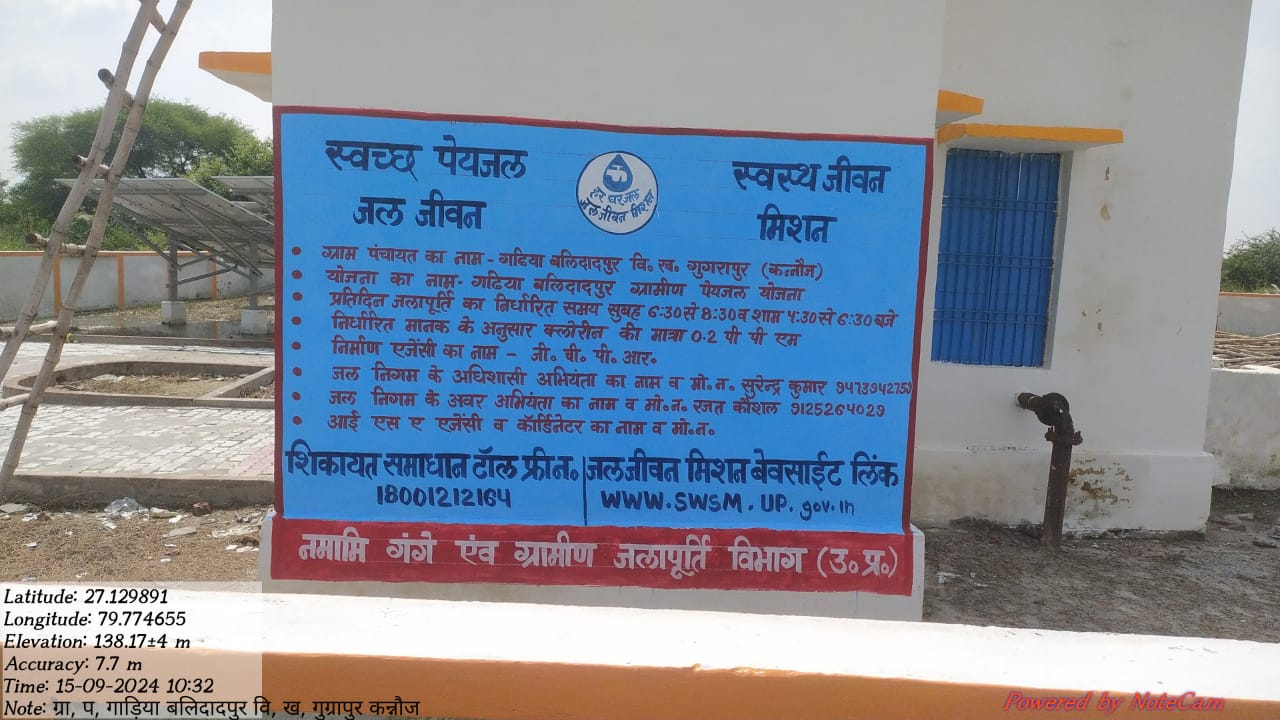 स्वच्छ पेयजल
स्वस्थ जीवन
जल जीवन
मिशन
हर घर जल
जल जीवन मिशन
• ग्राम पंचायत का नाम - गढिया बलिदादपुर वि॰ ख॰ गुगरापुर (कन्नौज)
• योजना का नाम- गढिया बलिदादपुर ग्रामीण पेयजल योजना
• प्रतिदिन जलापूर्ति का निर्धारित समय सुबह 6:30 से 8:30 व शाम 4:30 से 6:30 बजे
• निर्धारित मानक के अनुसार क्लोरीन की मात्रा 0.2 पी पी एम
• निर्माण एजेंसी का नाम - जी॰ वी॰ पी॰ आर॰
• जल निगम के अधिशासी अभियंता का नाम व मो॰न॰ सुरेन्द्र कुमार 9473942759
• जल निगम के अवर अभियंता का नाम व मो॰न॰ रजत कौशल 9125264029
• आई एस ए एजेंसी व कॉर्डिनेटर का नाम व मो॰न॰
शिकायत समाधान टॉल फ्री न॰
18001212164
जल जीवन मिशन बेवसाईट लिंक
WWW.SWSM.UP.gov.in
नमामि गंगे एंव ग्रामीण जलापूर्ति विभाग (उ॰प्र॰)
Latitude: 27.129891
Longitude: 79.774655
Elevation: 138.17±4 m
Accuracy: 7.7 m
Time: 15-09-2024 10:32
Note: ग्रा, प, गाड़िया बलिदादपुर वि, ख, गुग्रापुर कन्नौज
Powered by NoteCam